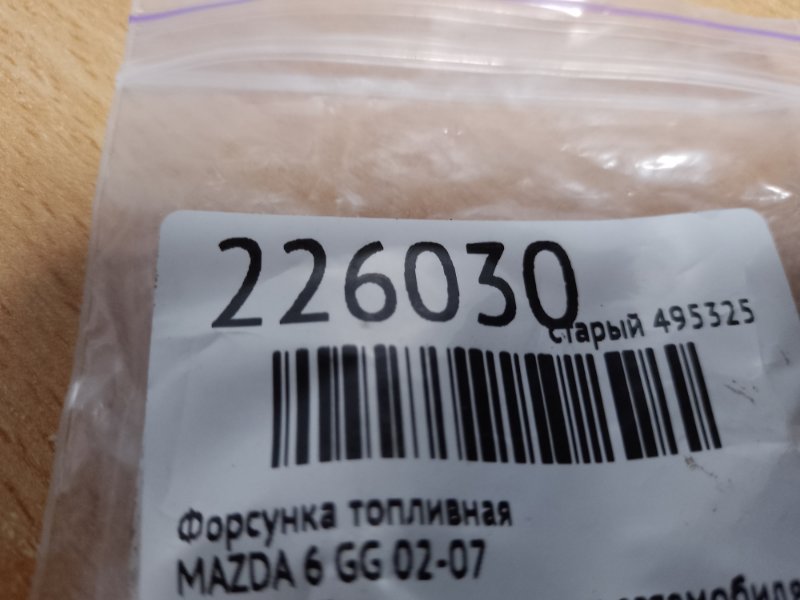 226030
старый 495325
Форсунка топливная
MAZDA 6 GG 02-07